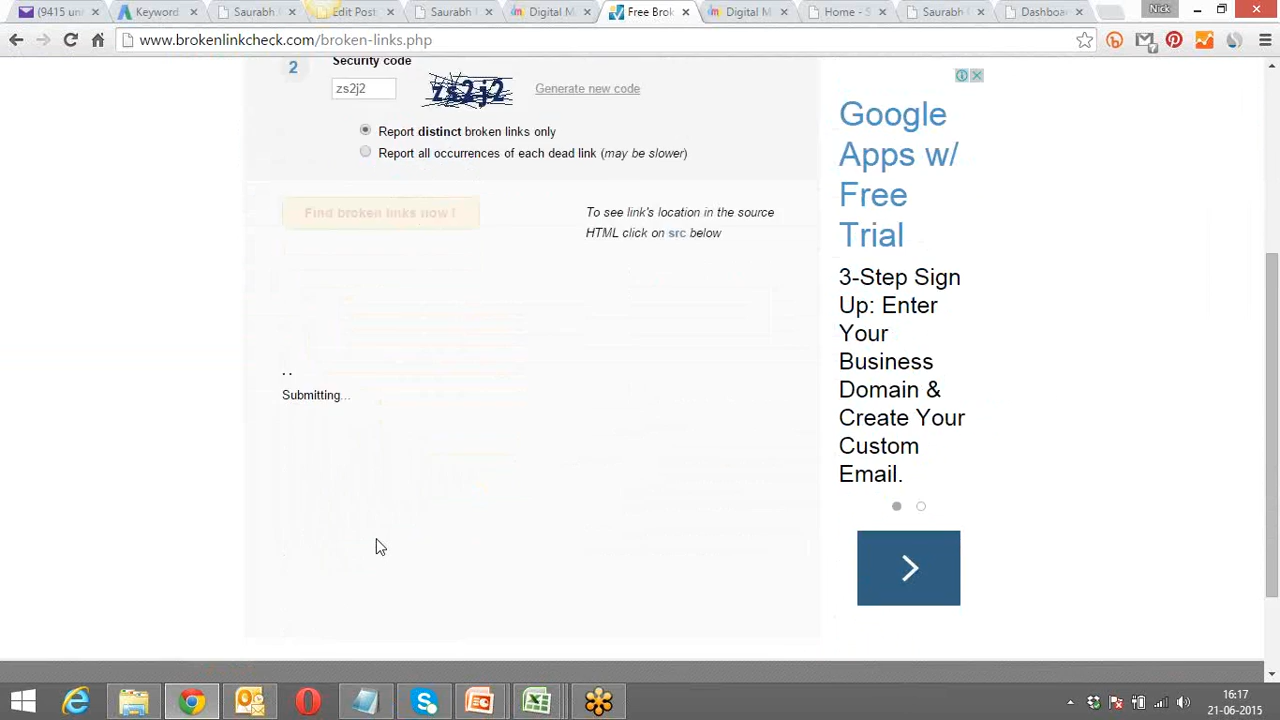 (9415 un
Keyword
Saurabh
Edit Post
Saurabh
Digital M
Free Brok
Digital M
Home - S
Saurabh
Dashboa
Nick
www.brokenlinkcheck.com/broken-links.php
2
Security code
zs2j2
zs2j2
Generate new code
Report distinct broken links only
Report all occurrences of each dead link (may be slower)
Find broken links now !
To see link's location in the source
HTML click on src below
. .
Submitting...
Google
Apps w/
Free
Trial
3-Step Sign
Up: Enter
Your
Business
Domain &
Create Your
Custom
Email.
16:17
21-06-2015